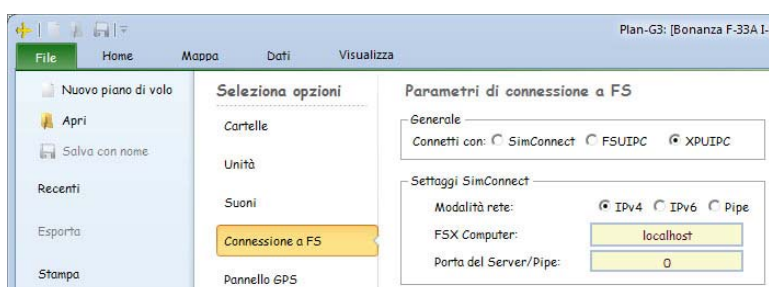 Plan-G3: [Bonanza F-33A I-
File Home Mappa Dati Visualizza
Nuovo piano di volo
Apri
Salva con nome
Recenti
Esporta
Stampa
Seleziona opzioni
Cartelle
Unità
Suoni
Connessione a FS
Pannello GPS
Parametri di connessione a FS
Generale
Connetti con: SimConnect FSUIPC XPUIPC
Settaggi SimConnect
Modalità rete: IPv4 IPv6 Pipe
FSX Computer: localhost
Porta del Server/Pipe: 0